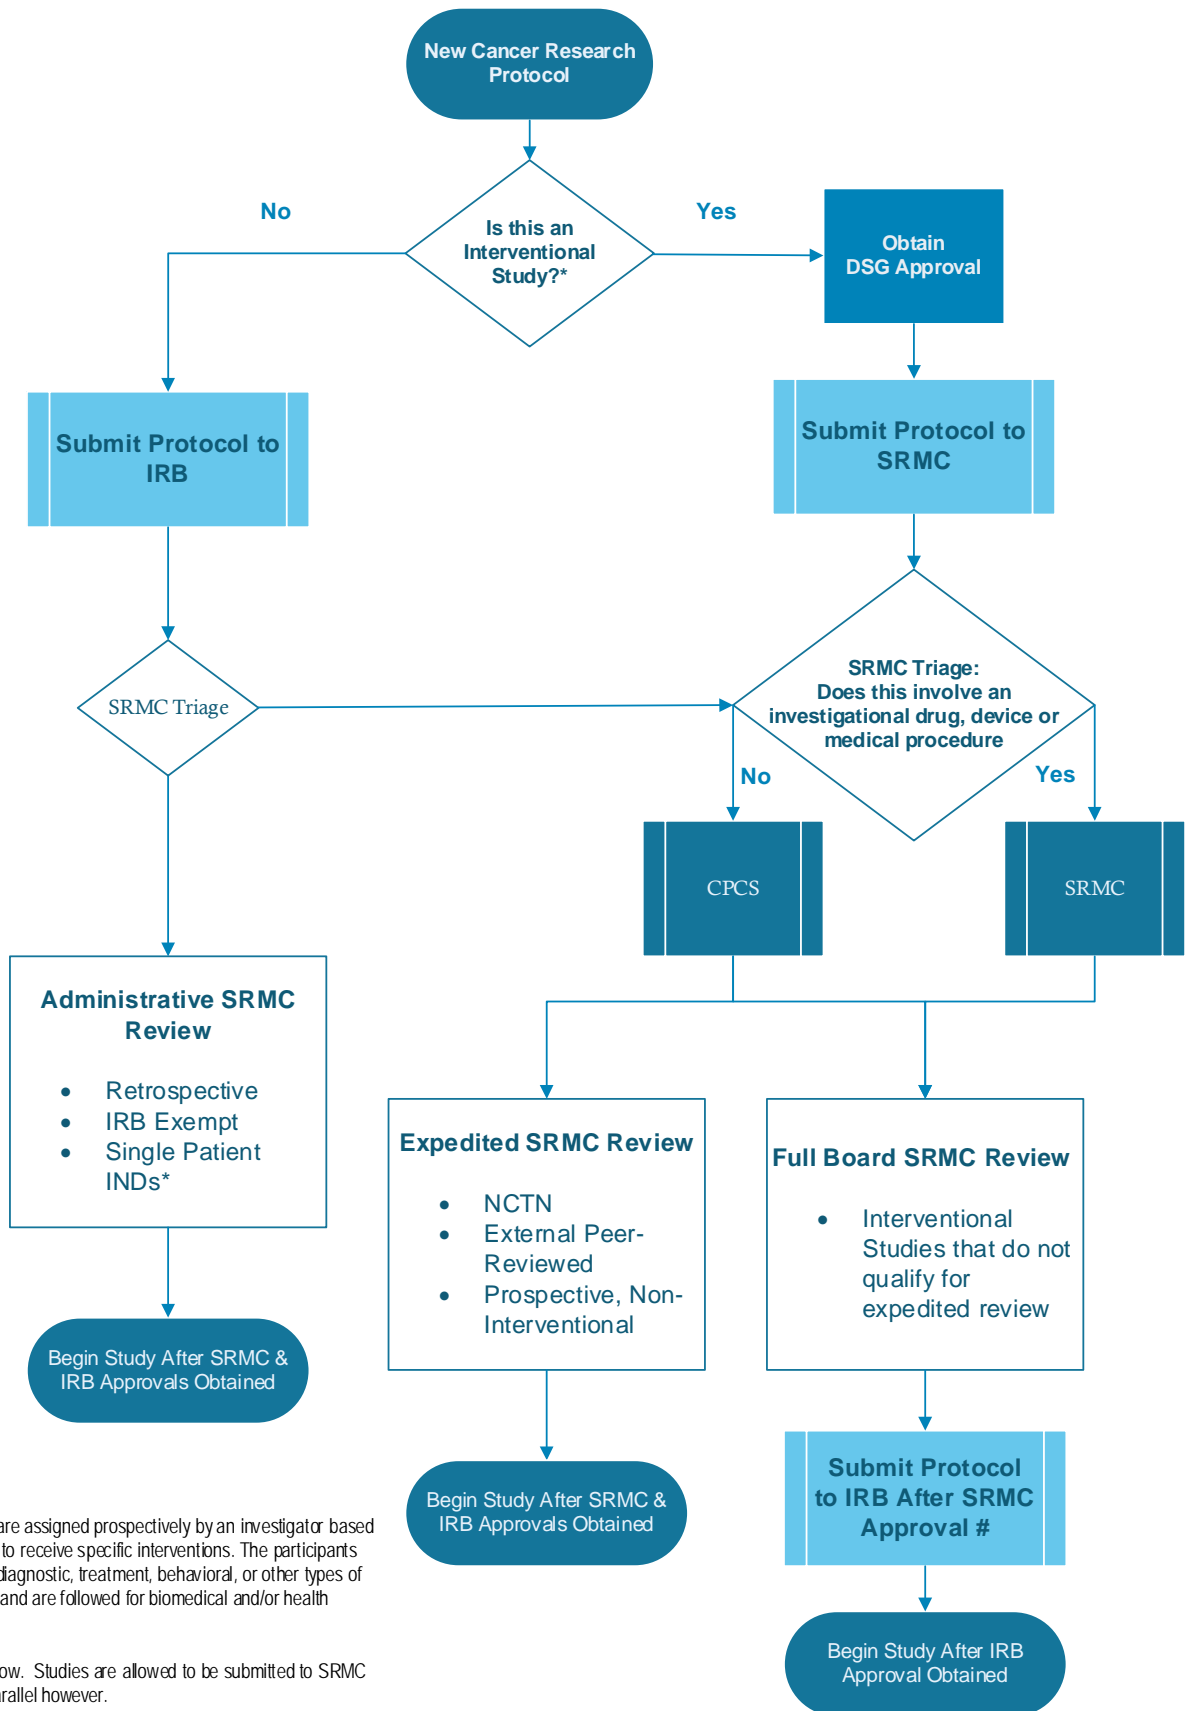 New Cancer Research
Protocol
No
Yes
Is this an
Interventional
Study?*
Obtain
DSG Approval
Submit Protocol to
IRB
Submit Protocol to
SRMC
SRMC Triage
SRMC Triage:
Does this involve an
investigational drug, device or
medical procedure
No
Yes
CPCS
SRMC
Administrative SRMC
Review
• Retrospective
• IRB Exempt
• Single Patient
INDs*
Expedited SRMC Review
• NCTN
• External Peer-
Reviewed
• Prospective, Non-
Interventional
Full Board SRMC Review
• Interventional
Studies that do not
qualify for
expedited review
Begin Study After SRMC &
IRB Approvals Obtained
Begin Study After SRMC &
IRB Approvals Obtained
Submit Protocol
to IRB After SRMC
Approval #
Begin Study After IRB
Approval Obtained
are assigned prospectively by an investigator based
to receive specific interventions. The participants
diagnostic, treatment, behavioral, or other types of
and are followed for biomedical and/or health
ow. Studies are allowed to be submitted to SRMC
arallel however.